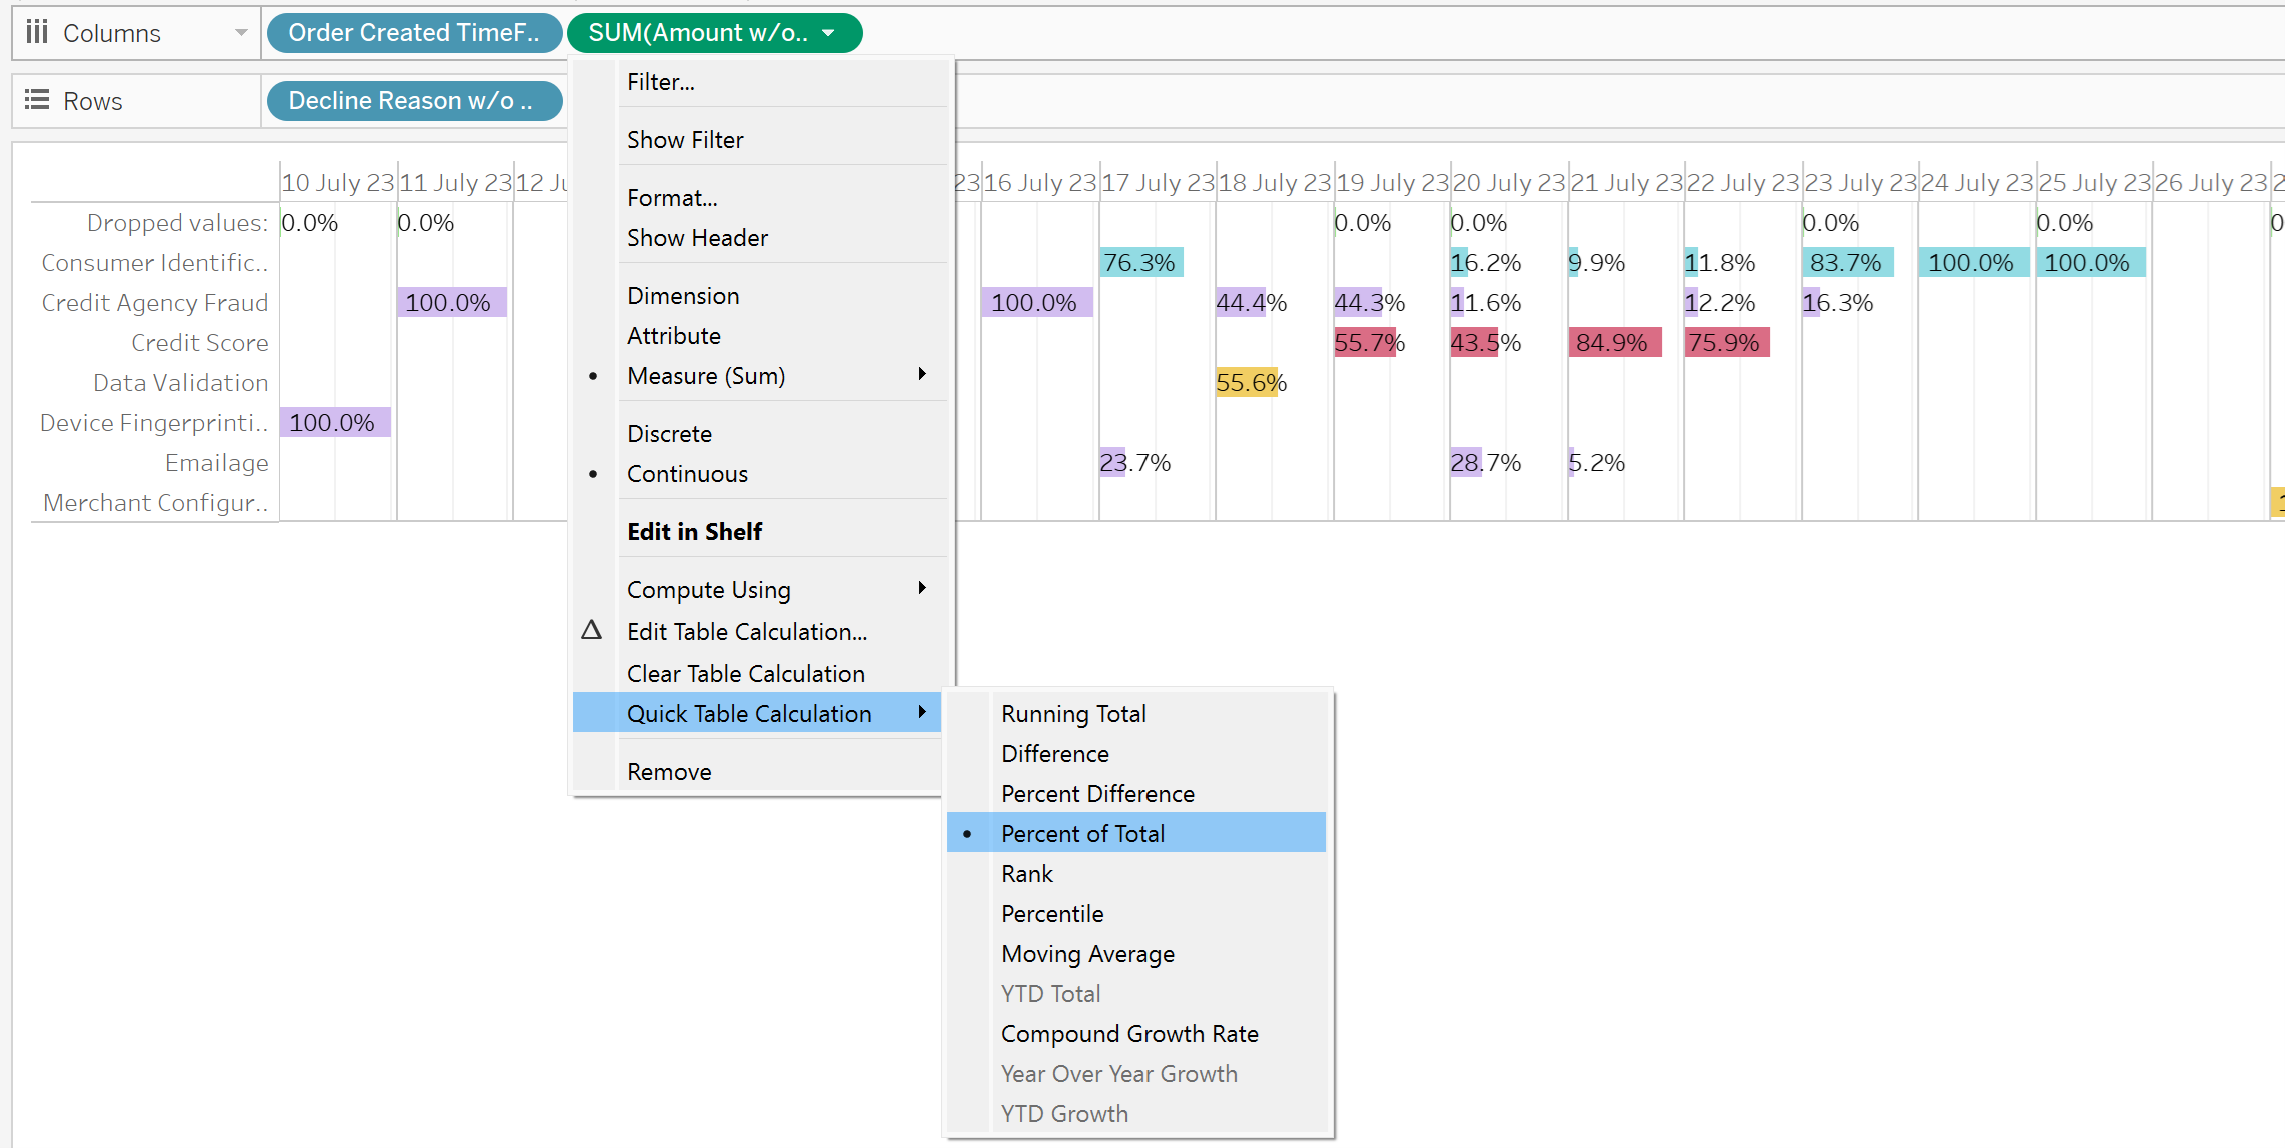 Columns Order Created TimeF.. SUM(Amount w/o..
Rows Decline Reason w/o ..
Filter...
Show Filter
Format...
Show Header
Dimension
Attribute
Measure (Sum)
Discrete
Continuous
Edit in Shelf
Compute Using
Edit Table Calculation...
Clear Table Calculation
Quick Table Calculation
Remove
Running Total
Difference
Percent Difference
Percent of Total
Rank
Percentile
Moving Average
YTD Total
Compound Growth Rate
Year Over Year Growth
YTD Growth
10 July 23 11 July 23 12 Ju 23 16 July 23 17 July 23 18 July 23 19 July 23 20 July 23 21 July 23 22 July 23 23 July 23 24 July 23 25 July 23 26 July 23 2
Dropped values: 0.0% 0.0% 0.0% 0.0% 0.0% 0.0% 0
Consumer Identific.. 76.3% 16.2% 9.9% 11.8% 83.7% 100.0% 100.0%
Credit Agency Fraud 100.0% 100.0% 44.4% 44.3% 11.6% 12.2% 16.3%
Credit Score 55.7% 43.5% 84.9% 75.9%
Data Validation 55.6%
Device Fingerprinti.. 100.0%
Emailage 23.7% 28.7% 5.2%
Merchant Configur..